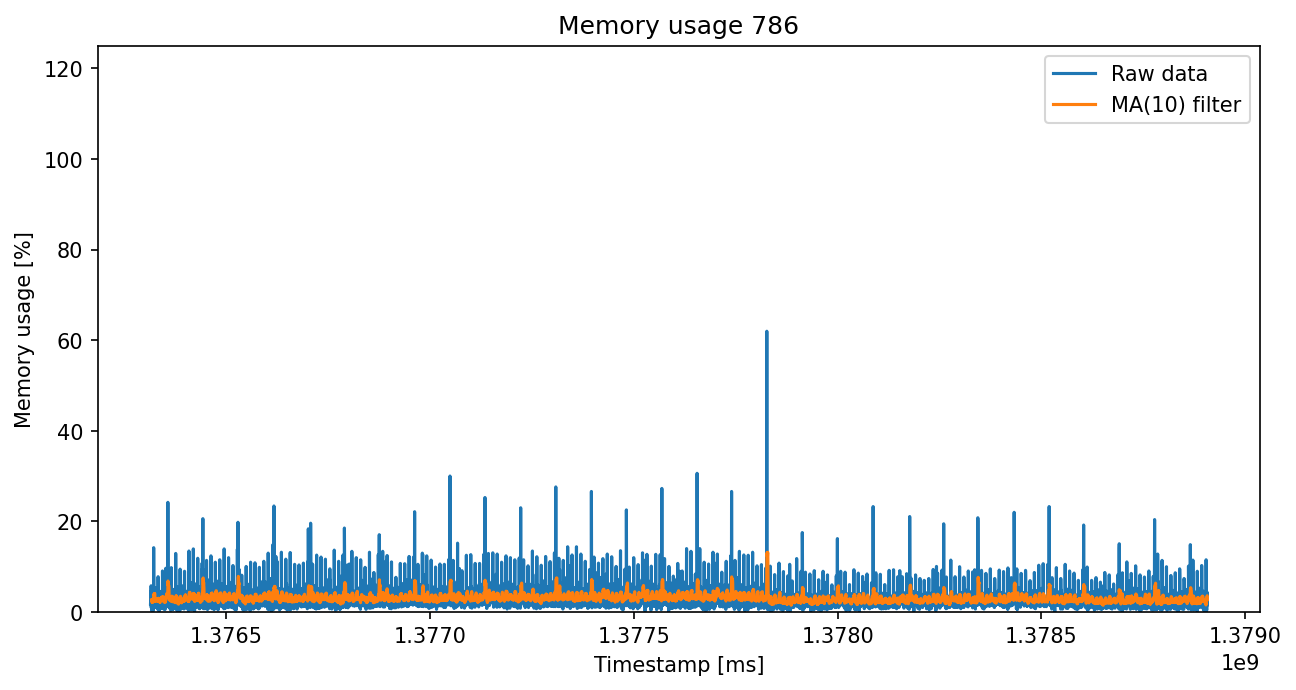 Memory usage 786
Raw data
MA(10) filter
Memory usage [%]
120
100
80
60
40
20
0
1.3765 1.3770 1.3775 1.3780 1.3785 1.3790
1e9
Timestamp [ms]